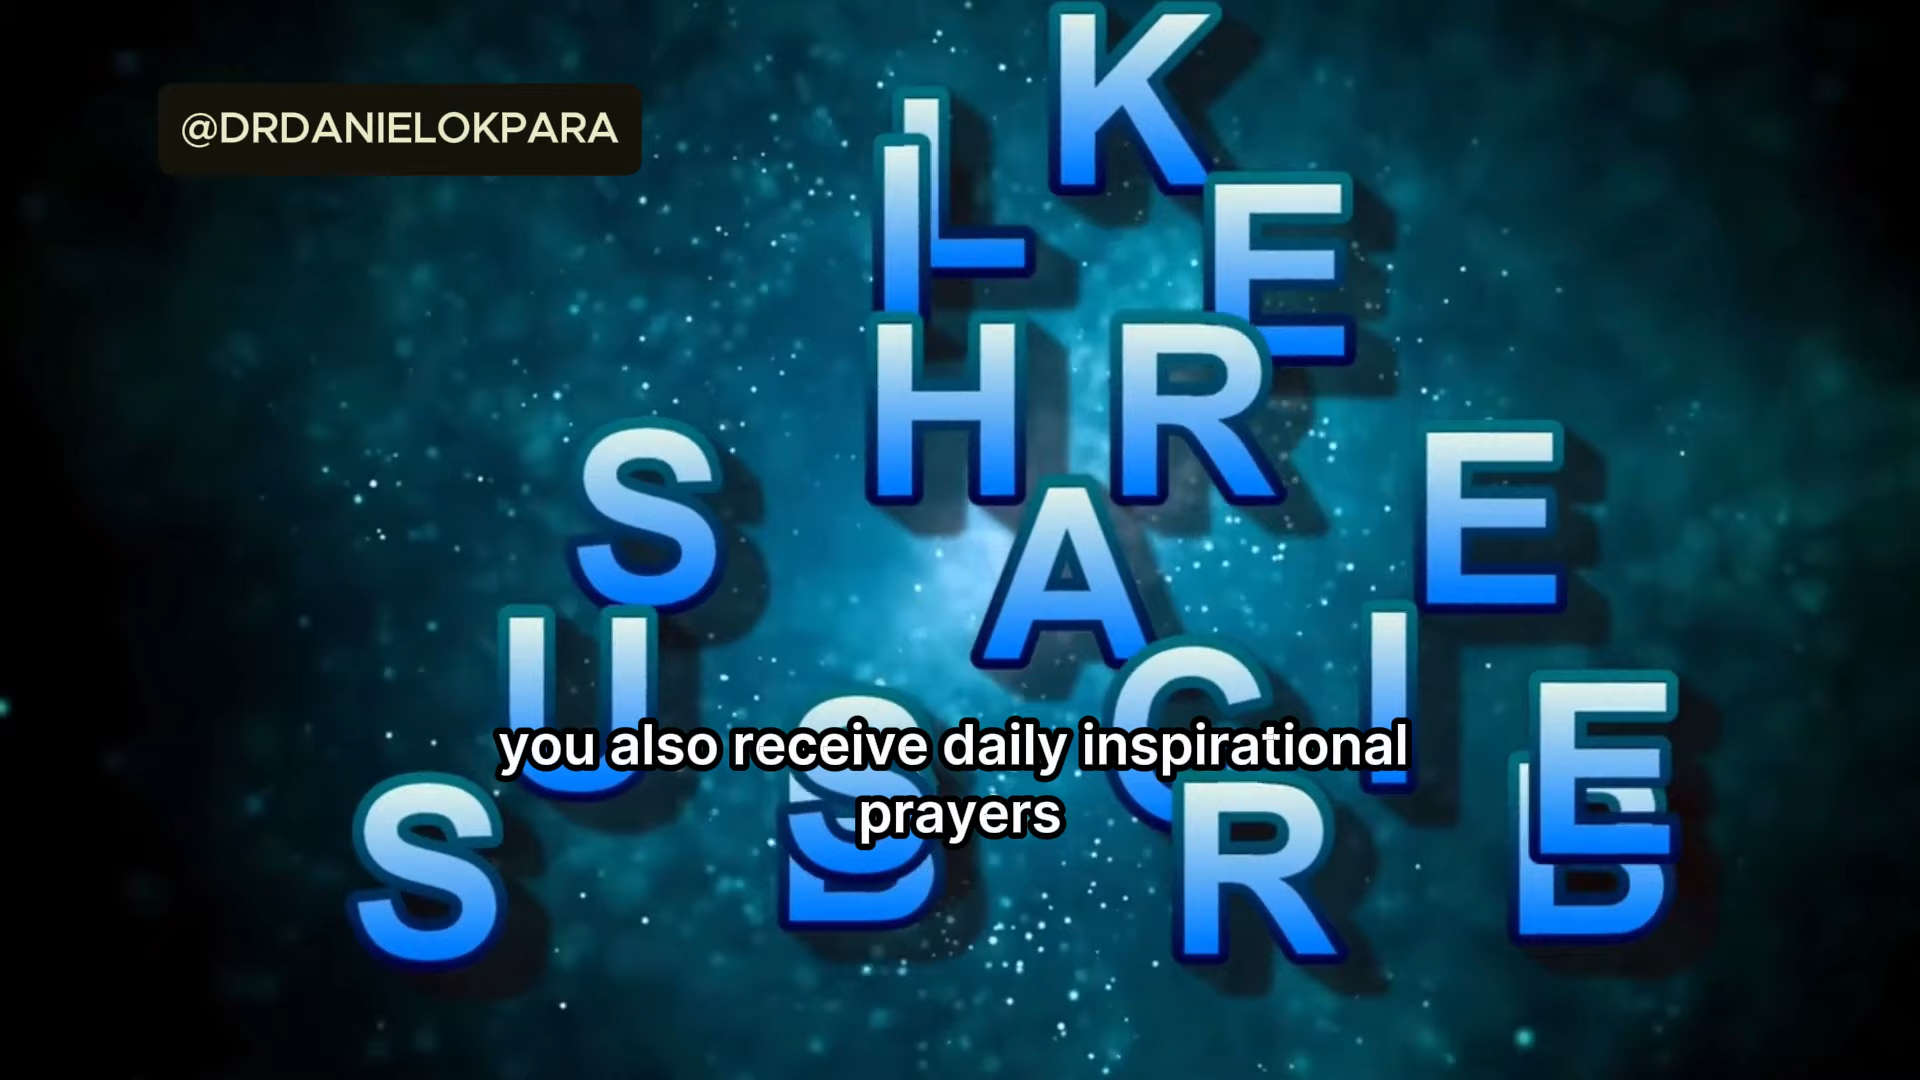 @DRDANIELOKPARA
K
L
I
E
H R
S
E
A
U
C
I
S
E
S
B
R
B
you also receive daily inspirational
prayers